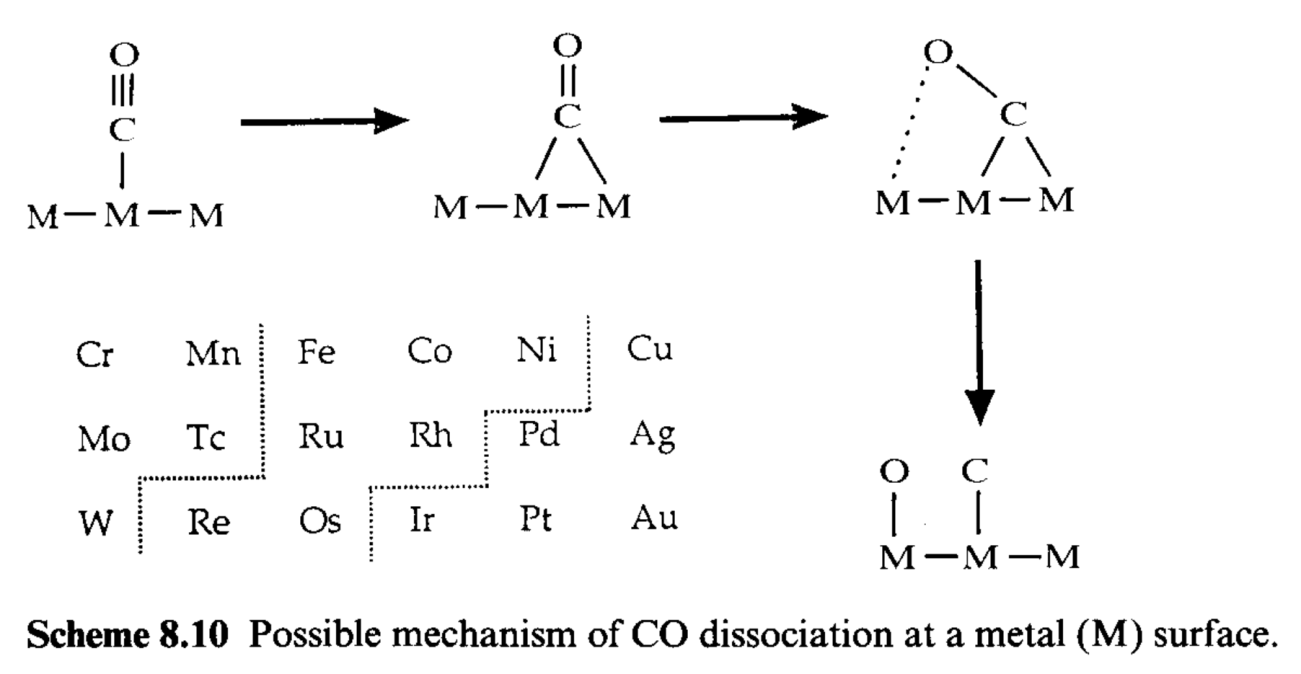 O O O
C C C
M—M—M M—M—M M—M—M
Cr Mn Fe Co Ni Cu
Mo Tc Ru Rh Pd Ag
W Re Os Ir Pt Au
O C
M—M—M
Scheme 8.10 Possible mechanism of CO dissociation at a metal (M) surface.